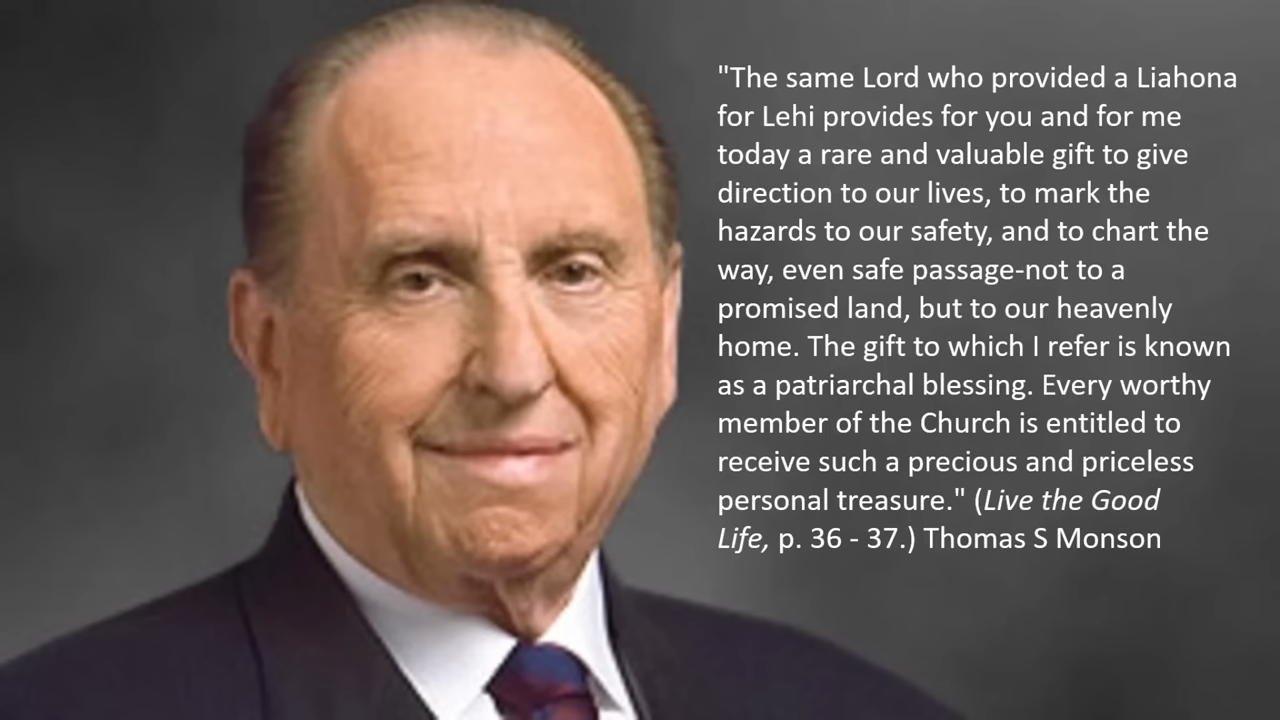 "The same Lord who provided a Liahona
for Lehi provides for you and for me
today a rare and valuable gift to give
direction to our lives, to mark the
hazards to our safety, and to chart the
way, even safe passage-not to a
promised land, but to our heavenly
home. The gift to which I refer is known
as a patriarchal blessing. Every worthy
member of the Church is entitled to
receive such a precious and priceless
personal treasure." (Live the Good
Life, p. 36 - 37.) Thomas S Monson